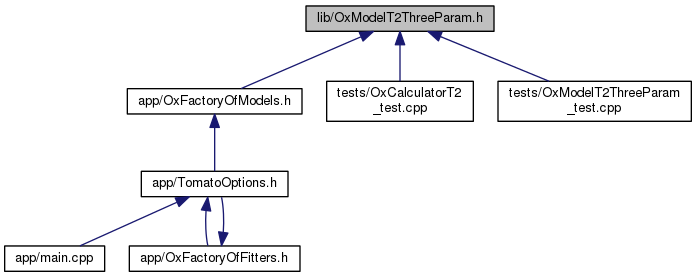 lib/OxModelT2ThreeParam.h
app/OxFactoryOfModels.h
tests/OxCalculatorT2
_test.cpp
tests/OxModelT2ThreeParam
_test.cpp
app/TomatoOptions.h
app/main.cpp
app/OxFactoryOfFitters.h